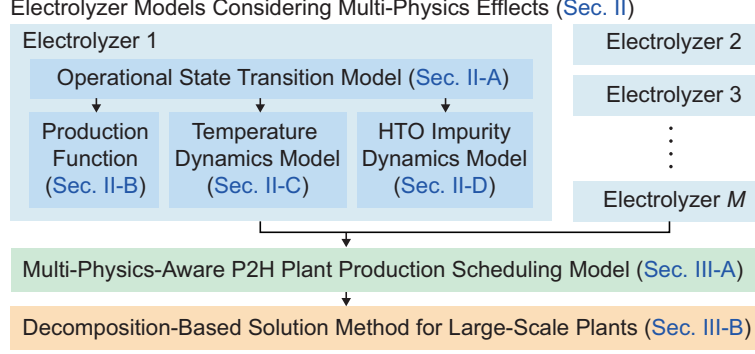 Electrolyzer Models Considering Multi-Physics Efflects (Sec. II)
Electrolyzer 1
Operational State Transition Model (Sec. II-A)
Production
Function
(Sec. II-B)
Temperature
Dynamics Model
(Sec. II-C)
HTO Impurity
Dynamics Model
(Sec. II-D)
Electrolyzer 2
Electrolyzer 3
Electrolyzer M
Multi-Physics-Aware P2H Plant Production Scheduling Model (Sec. III-A)
Decomposition-Based Solution Method for Large-Scale Plants (Sec. III-B)